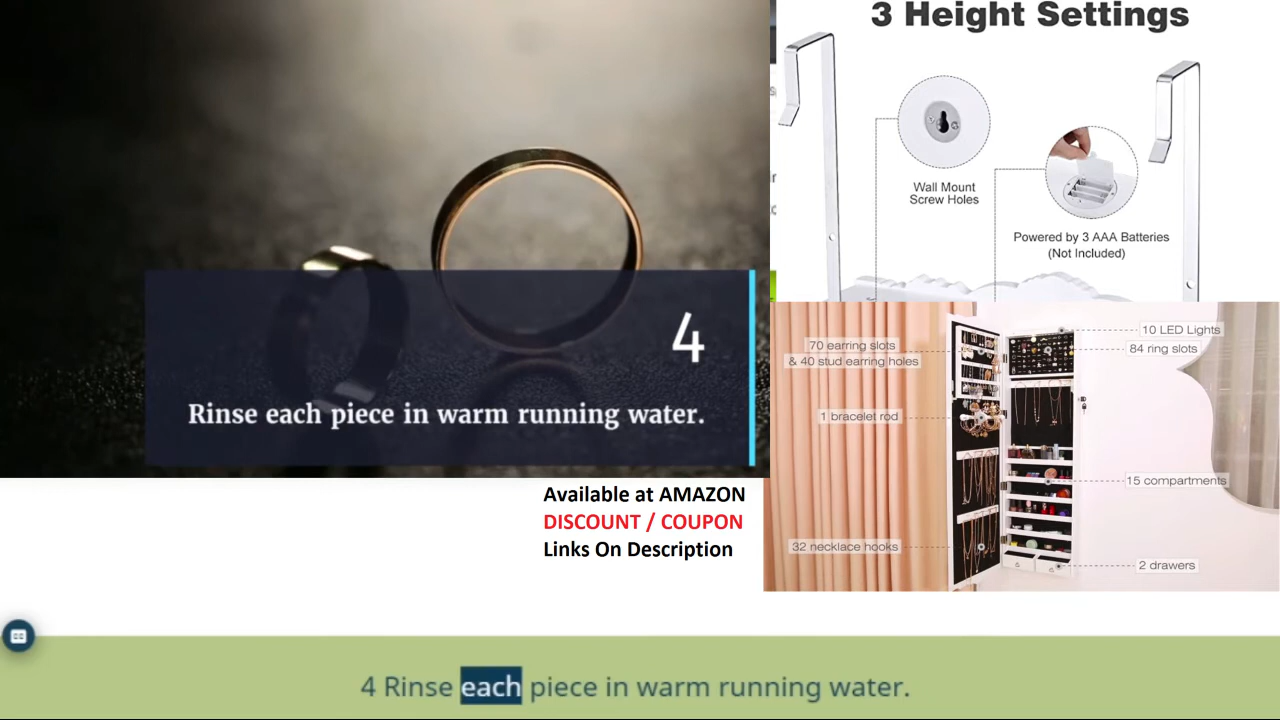 3 Height Settings
Wall Mount
Screw Holes
Powered by 3 AAA Batteries
(Not Included)
4
Rinse each piece in warm running water.
10 LED Lights
70 earring slots
& 40 stud earring holes
84 ring slots
1 bracelet rod
15 compartments
32 necklace hooks
2 drawers
Available at AMAZON
DISCOUNT / COUPON
Links On Description
4 Rinse each piece in warm running water.